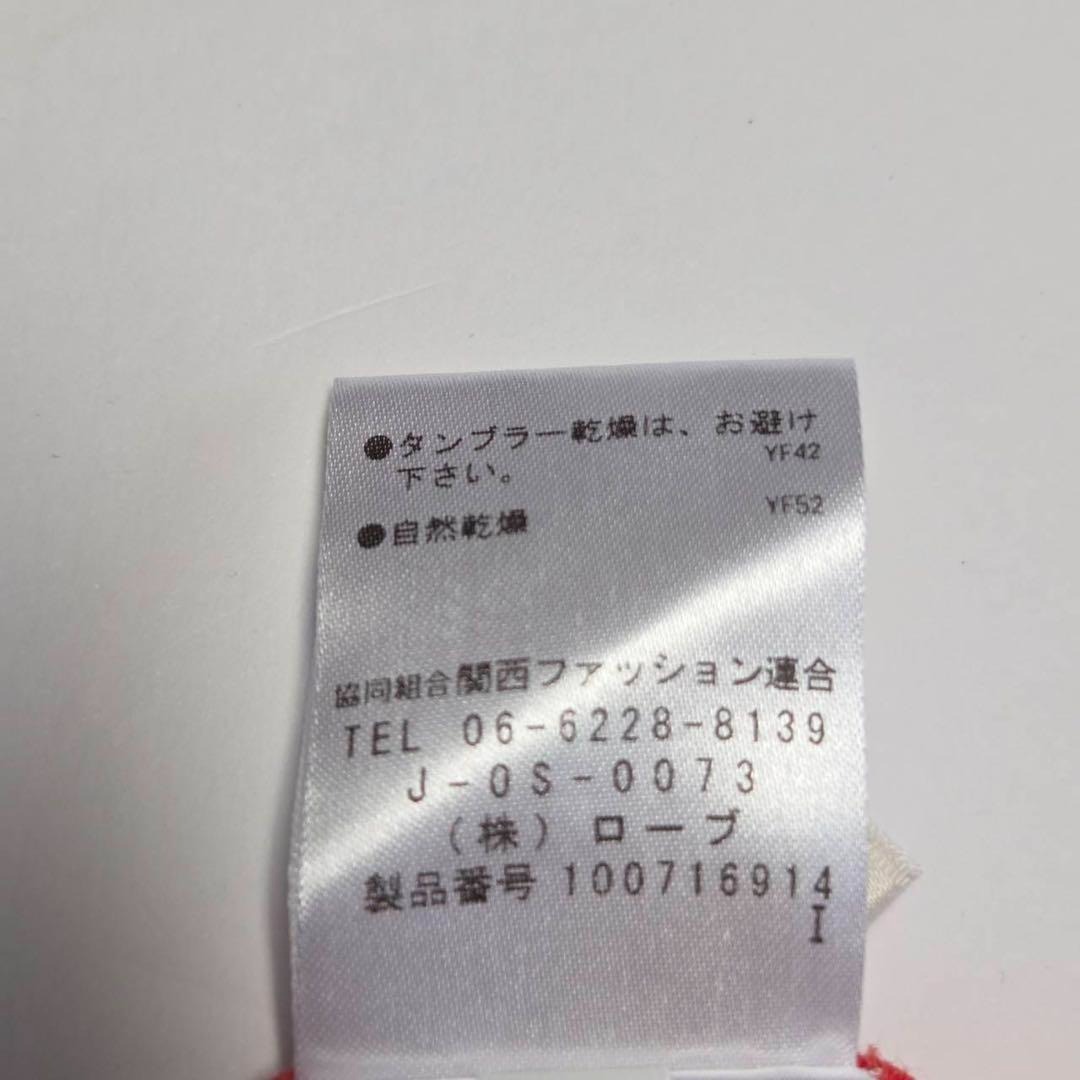 ●タンブラー乾燥は、お避け
下さい。 YF42
●自然乾燥 YF52
協同組合関西ファッション連合
TEL 06-6228-8139
J-OS-0073
(株) ローブ
製品番号 100716914
I